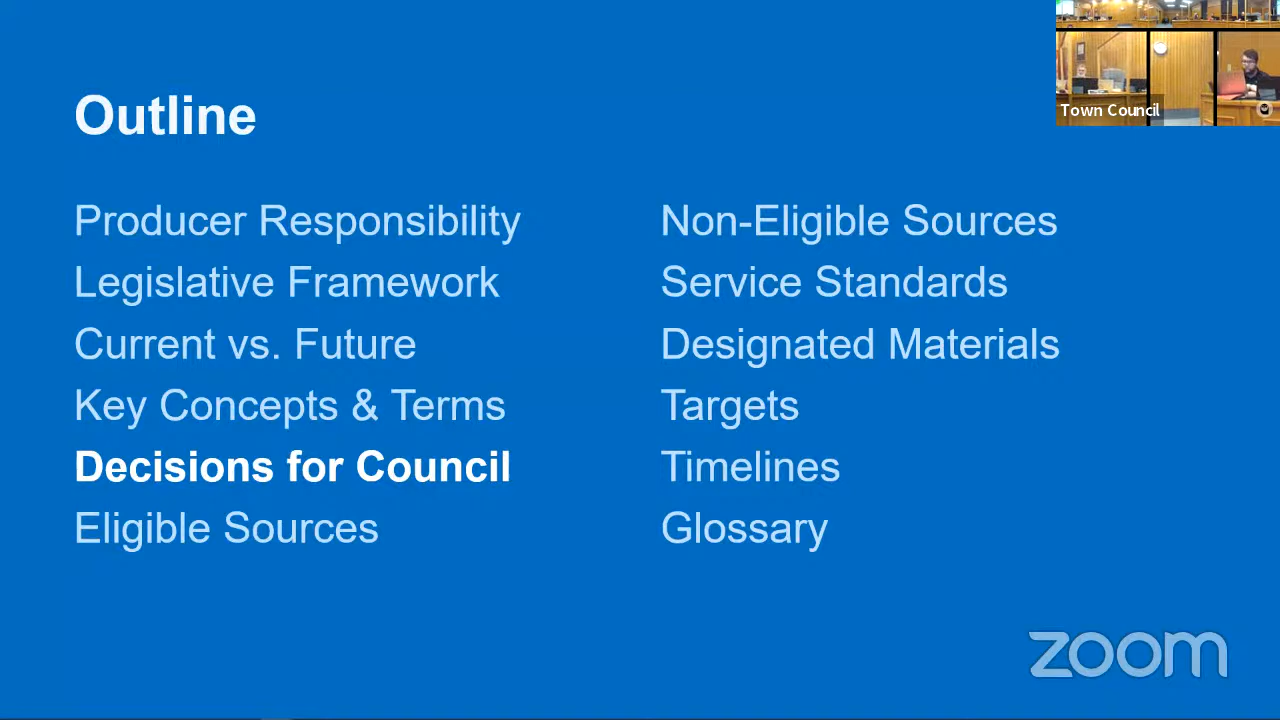 Outline
Town Council
Producer Responsibility
Legislative Framework
Current vs. Future
Key Concepts & Terms
Decisions for Council
Eligible Sources
Non-Eligible Sources
Service Standards
Designated Materials
Targets
Timelines
Glossary
zoom